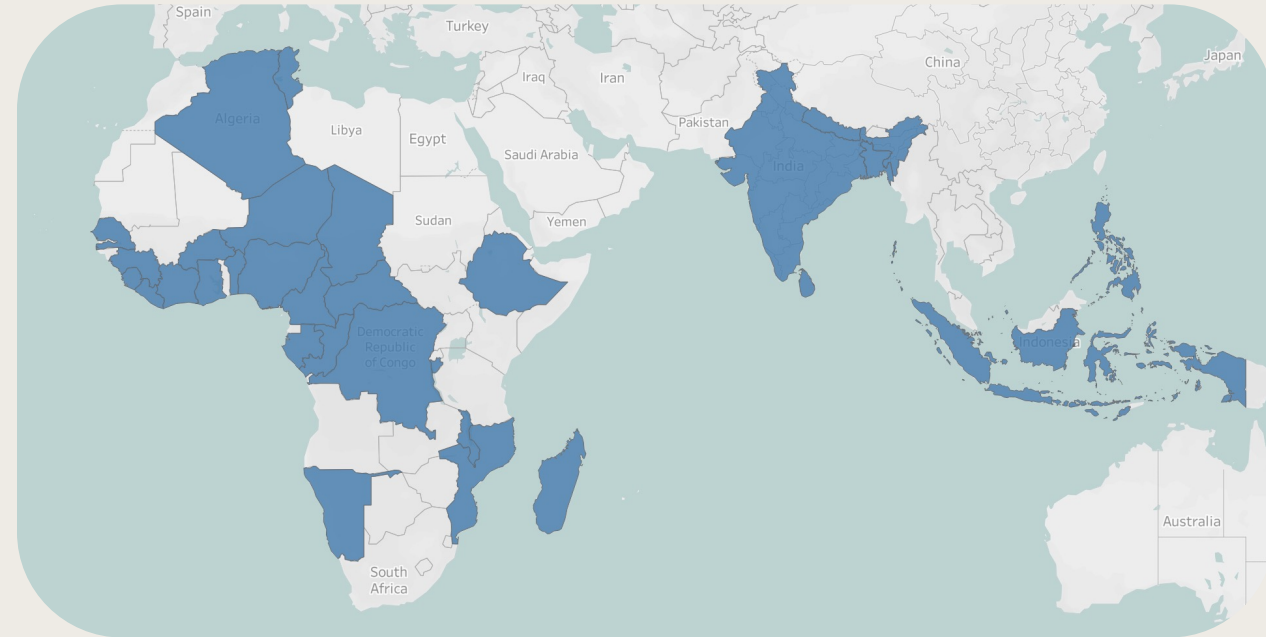 Spain
Turkey
Japan
China
Iraq
Iran
Algeria
Pakistan
Libya
Egypt
Saudi Arabia
India
Sudan
Yemen
Democratic
Republic
of Congo
Indonesia
Australia
South
Africa